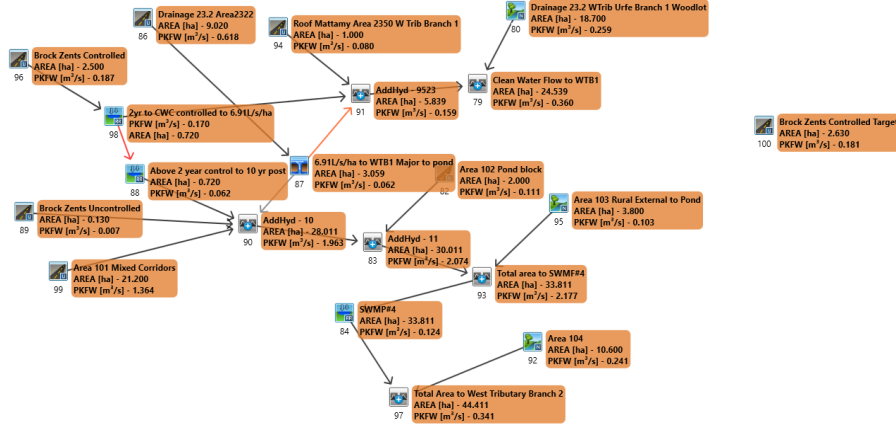 Drainage 23.2 Area2322
AREA [ha] - 9.020
PKFW [m³/s] - 0.618
86
Roof Mattamy Area 2350 W Trib Branch 1
AREA [ha] - 1.000
PKFW [m³/s] - 0.080
94
Drainage 23.2 WTrib Urfe Branch 1 Woodlot
AREA [ha] - 18.700
PKFW [m³/s] - 0.259
80
Brock Zents Controlled
AREA [ha] - 2.500
PKFW [m³/s] - 0.187
96
AddHyd - 9523
AREA [ha] - 5.839
PKFW [m³/s] - 0.159
91
Clean Water Flow to WTB1
AREA [ha] - 24.539
PKFW [m³/s] - 0.360
79
2yr to CWC controlled to 6.91L/s/ha
PKFW [m³/s] - 0.170
AREA [ha] - 0.720
98
Brock Zents Controlled Target
AREA [ha] - 2.630
PKFW [m³/s] - 0.181
100
Above 2 year control to 10 yr post
AREA [ha] - 0.720
PKFW [m³/s] - 0.062
88
6.91L/s/ha to WTB1 Major to pond
AREA [ha] - 3.059
PKFW [m³/s] - 0.062
87
Area 102 Pond block
AREA [ha] - 2.000
PKFW [m³/s] - 0.111
82
Area 103 Rural External to Pond
AREA [ha] - 3.800
PKFW [m³/s] - 0.103
95
Brock Zents Uncontrolled
AREA [ha] - 0.130
PKFW [m³/s] - 0.007
89
AddHyd - 10
AREA [ha] - 28.011
PKFW [m³/s] - 1.963
90
AddHyd - 11
AREA [ha] - 30.011
PKFW [m³/s] - 2.074
83
Area 101 Mixed Corridors
AREA [ha] - 21.200
PKFW [m³/s] - 1.364
99
Total area to SWMF#4
AREA [ha] - 33.811
PKFW [m³/s] - 2.177
93
SWMP#4
AREA [ha] - 33.811
PKFW [m³/s] - 0.124
84
Area 104
AREA [ha] - 10.600
PKFW [m³/s] - 0.241
92
Total Area to West Tributary Branch 2
AREA [ha] - 44.411
PKFW [m³/s] - 0.341
97